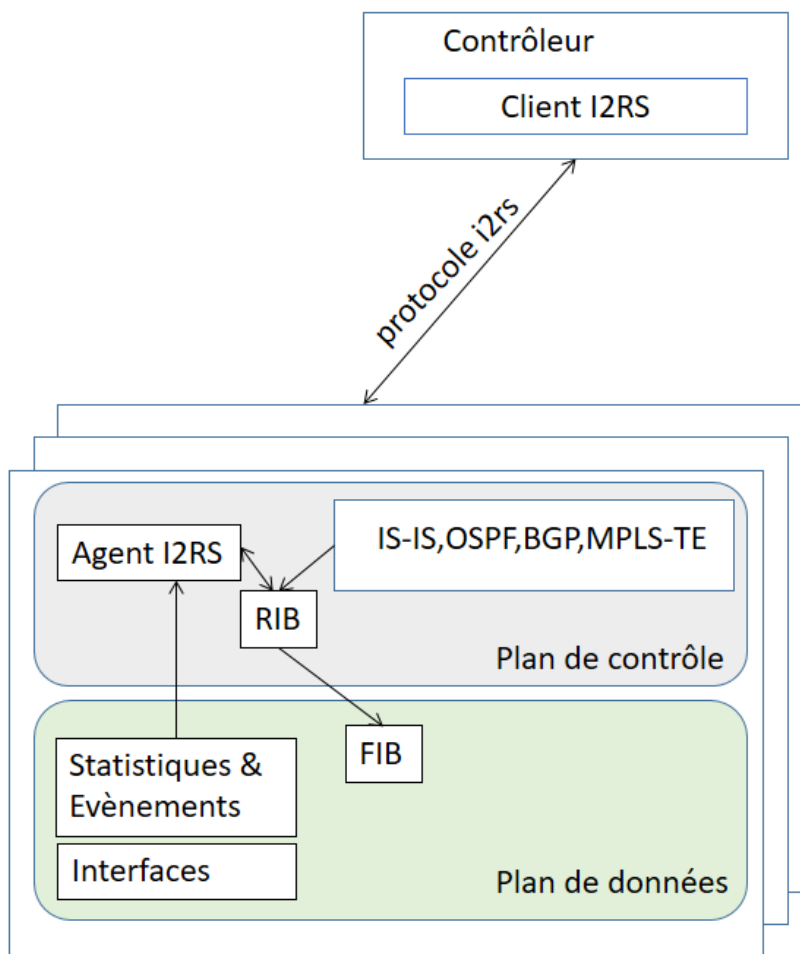 Contrôleur
Client I2RS
protocole i2rs
Agent I2RS
IS-IS,OSPF,BGP,MPLS-TE
RIB
Plan de contrôle
FIB
Statistiques &
Evènements
Interfaces
Plan de données